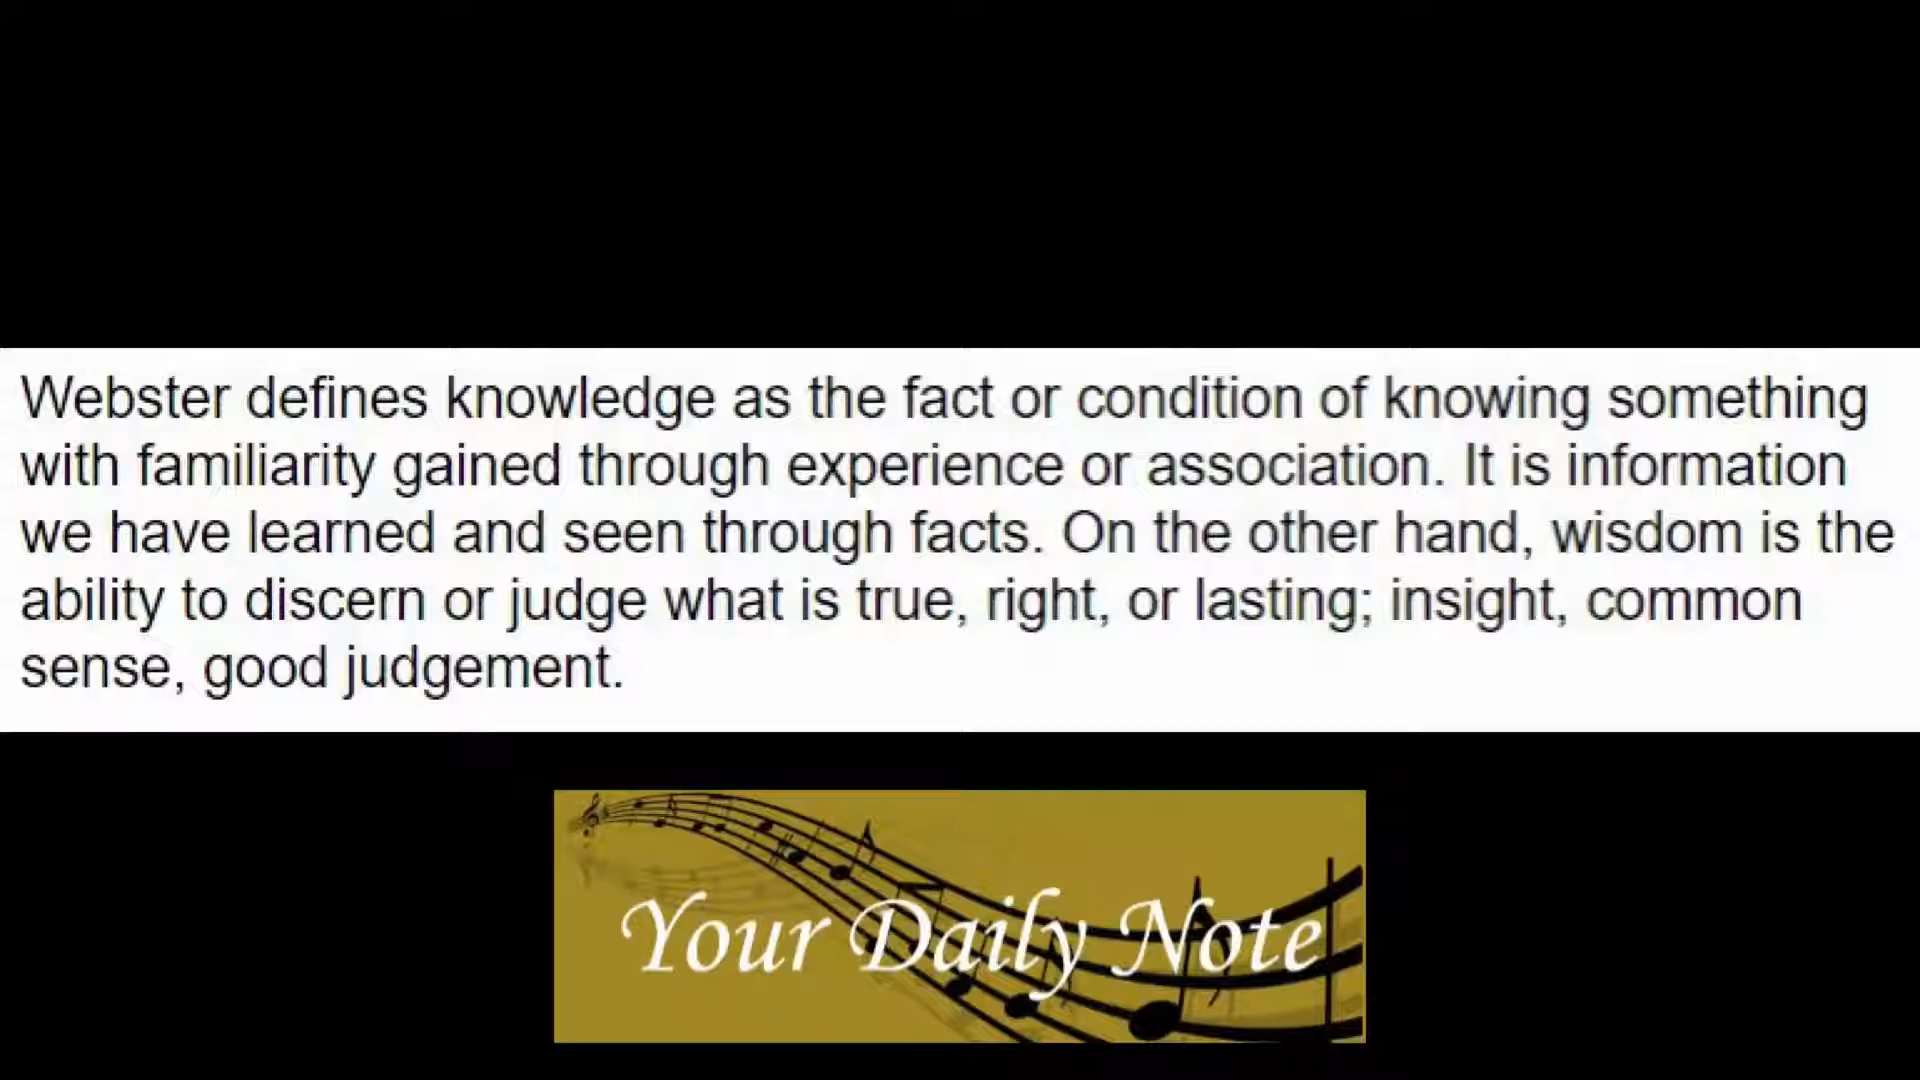 Webster defines knowledge as the fact or condition of knowing something
with familiarity gained through experience or association. It is information
we have learned and seen through facts. On the other hand, wisdom is the
ability to discern or judge what is true, right, or lasting; insight, common
sense, good judgement.
Your Daily Note